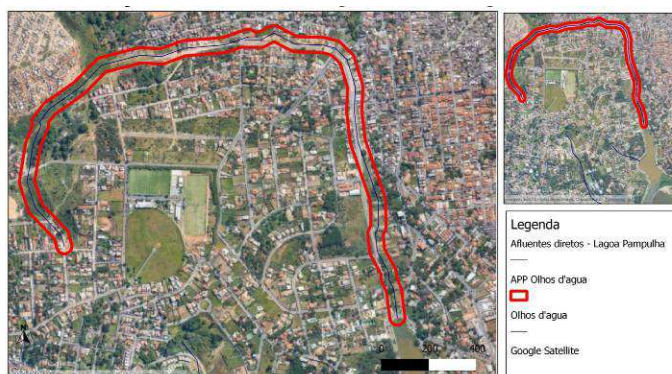 N
0 200 400
Legenda
Afluentes diretos - Lagoa Pampulha
APP Olhos d'agua
Olhos d'agua
Google Satellite